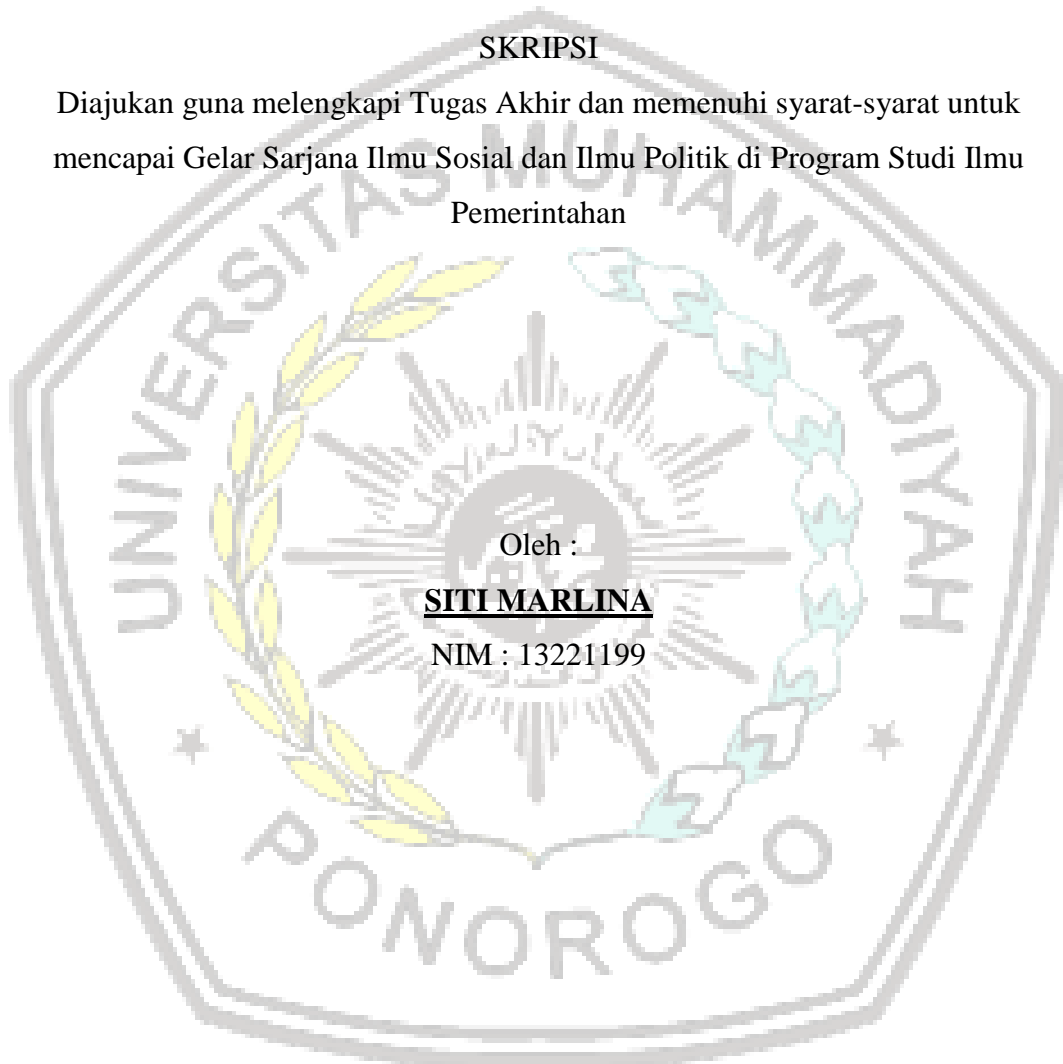 SKRIPSI
Diajukan guna melengkapi Tugas Akhir dan memenuhi syarat-syarat untuk
mencapai Gelar Sarjana Ilmu Sosial dan Ilmu Politik di Program Studi Ilmu
Pemerintahan
UNIVERSITAS MUHAMMADIYAH
Oleh :
SITI MARLINA
NIM : 13221199
PONOROGO